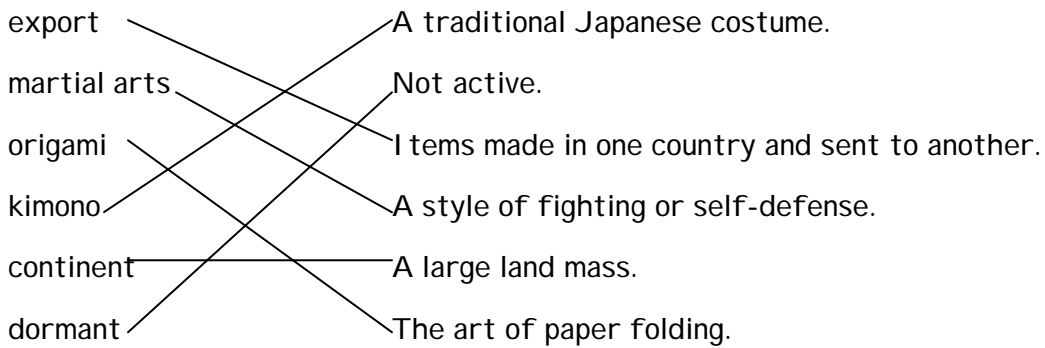 export A traditional Japanese costume.
martial arts Not active.
origami Items made in one country and sent to another.
kimono A style of fighting or self-defense.
continent A large land mass.
dormant The art of paper folding.